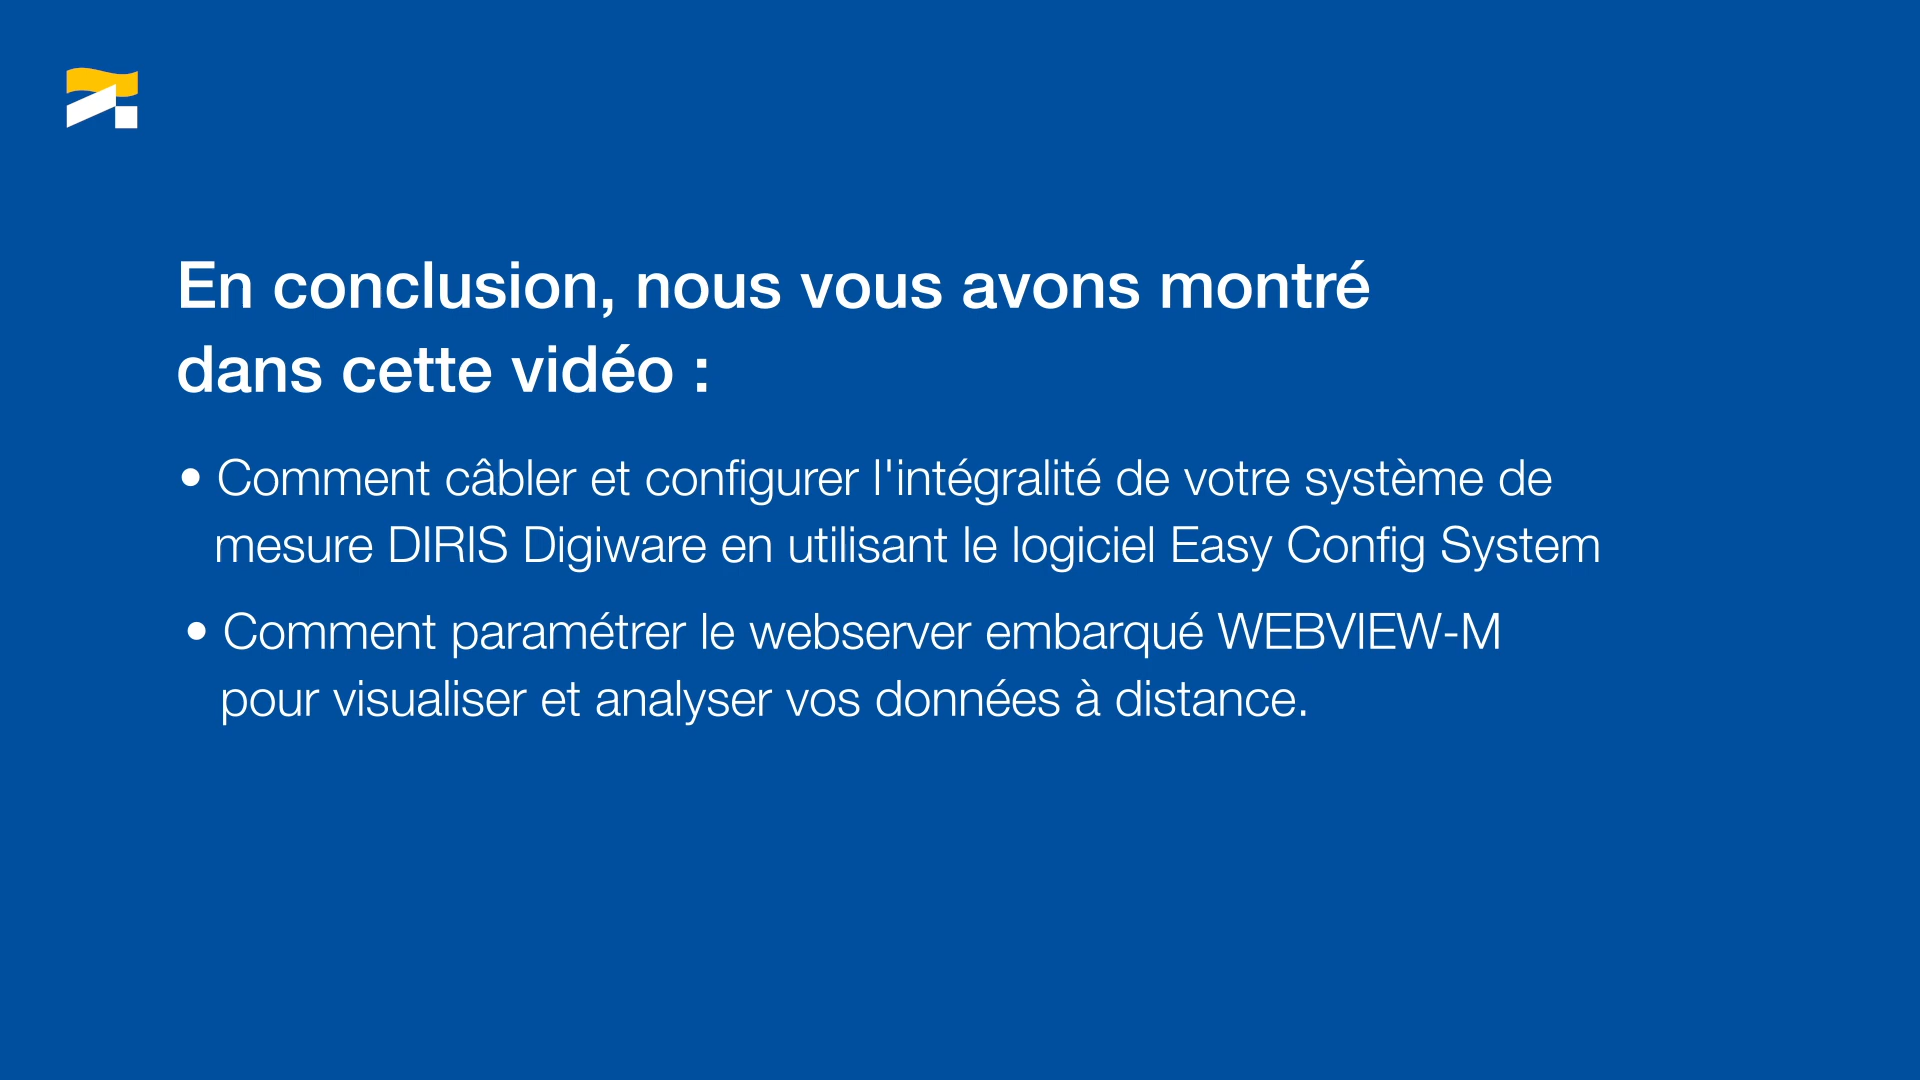 En conclusion, nous vous avons montré
dans cette vidéo :
• Comment câbler et configurer l'intégralité de votre système de
mesure DIRIS Digiware en utilisant le logiciel Easy Config System
• Comment paramétrer le webserver embarqué WEBVIEW-M
pour visualiser et analyser vos données à distance.